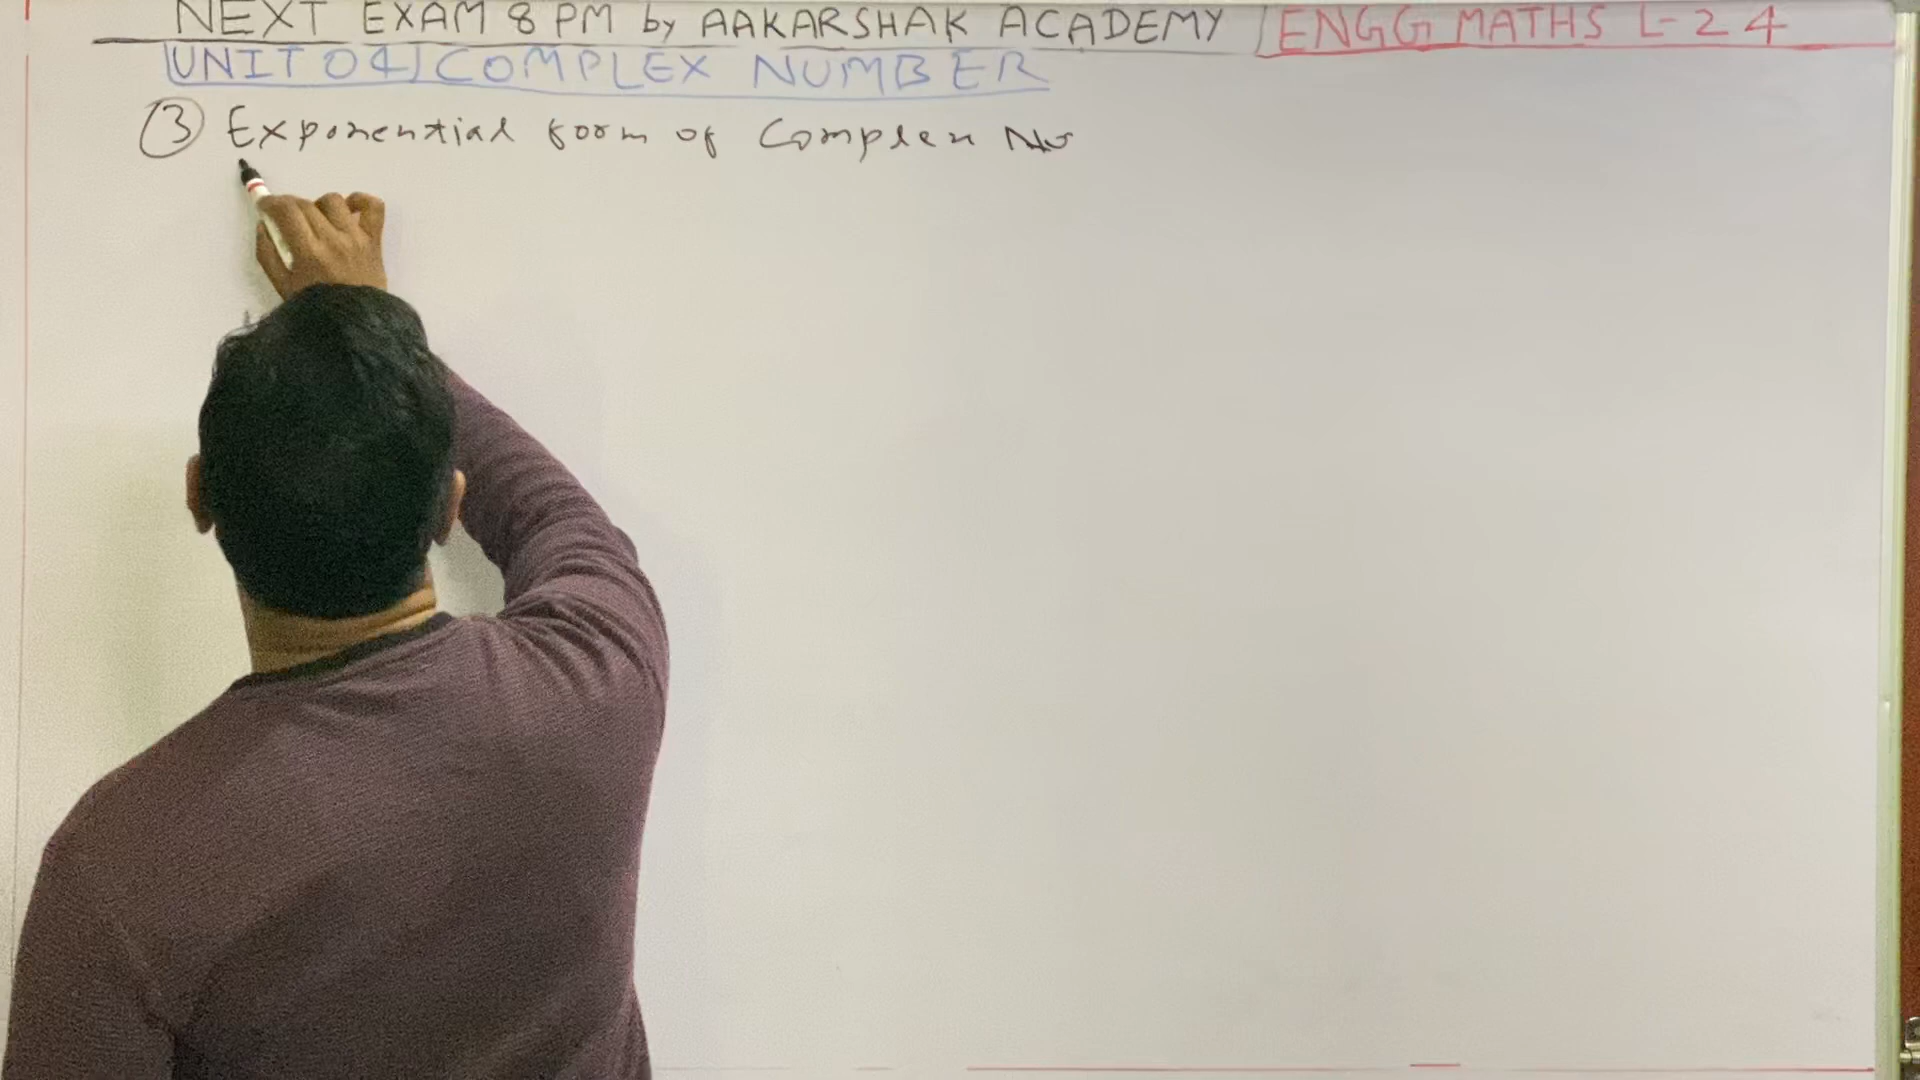 NEXT EXAM 8 PM by AAKARSHAK ACADEMY ENGG MATHS L-24
UNIT 04 COMPLEX NUMBER
③ Exponential form of Complex No